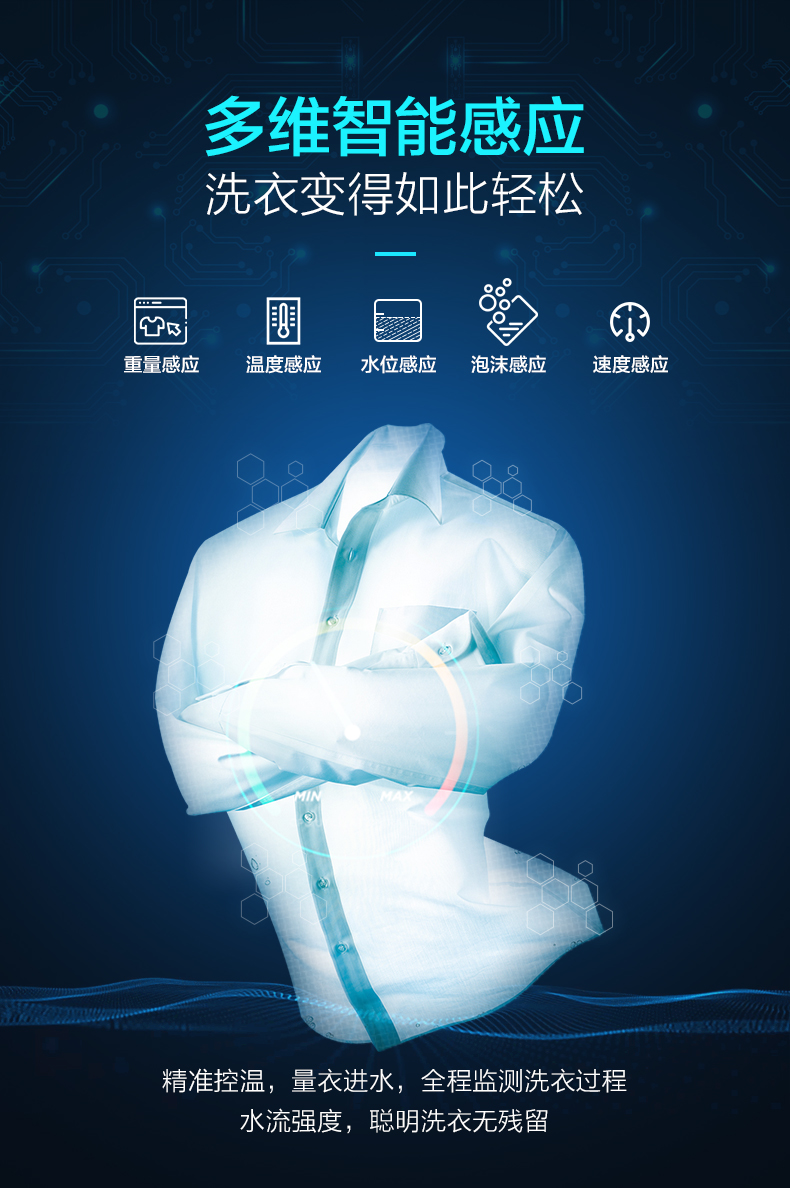 多维智能感应
洗衣变得如此轻松
重量感应 温度感应 水位感应 泡沫感应 速度感应
MIN MAX
精准控温，量衣进水，全程监测洗衣过程
水流强度，聪明洗衣无残留